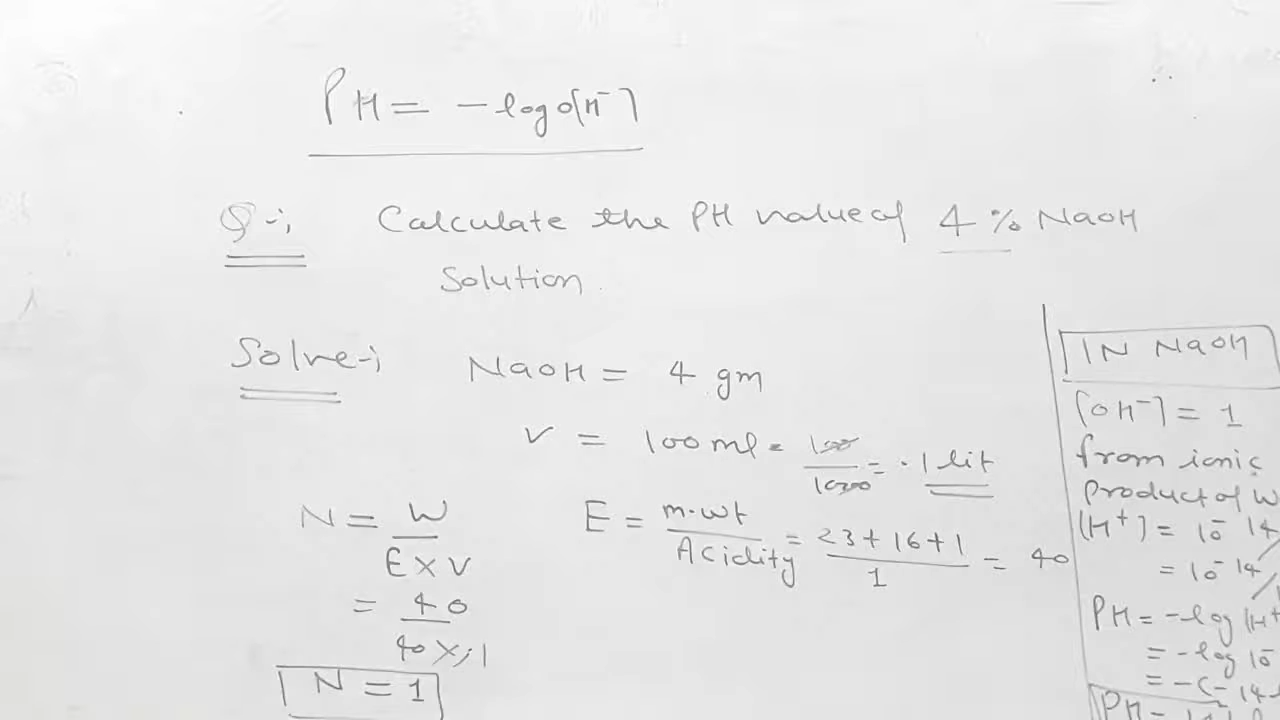 PH = - log o[H⁻]
Q-; Calculate the PH value of 4 % NaOH
Solution.
Solve-; NaOH = 4 gm
V = 100 ml = 100/1000 = .1 lit
N = W/E×V
E = m.wt/Acidity = 23+16+1/1 = 40
= 40/40×.1
N = 1
1N NaOH
[OH⁻] = 1
from ionic
product of W
[H⁺] = 10⁻14
= 10⁻14/
PH = -log [H⁺
= -log 10
= -(-14
PH =